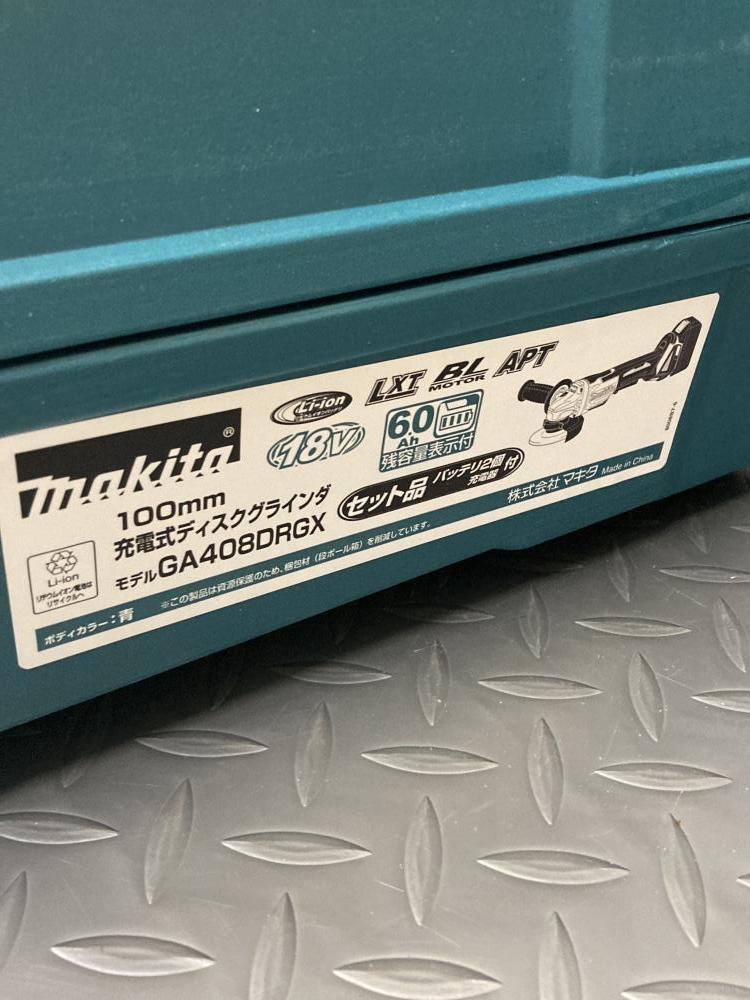 makita®
Li-ion
18V
LXT BL MOTOR APT
6.0 Ah
残容量表示付
100mm
充電式ディスクグラインダ
モデルGA408DRGX
セット品 バッテリ2個 充電器 付
株式会社マキタ Made in China
Li-ion
リチウムイオン電池は
リサイクルへ
※この製品は資源保護のため、梱包材(段ボール箱)を削減しています。
ボディカラー:青